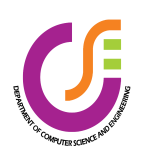 CSE
DEPARTMENT OF COMPUTER SCIENCE AND ENGINEERING